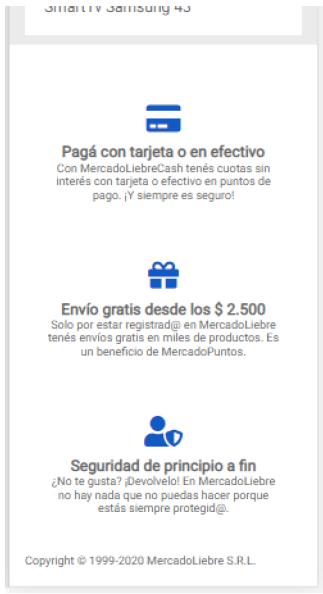 SmartTV Samsung 43
Pagá con tarjeta o en efectivo
Con MercadoLiebreCash tenés cuotas sin
interés con tarjeta o efectivo en puntos de
pago. ¡Y siempre es seguro!
Envío gratis desde los $ 2.500
Solo por estar registrad@ en MercadoLiebre
tenés envíos gratis en miles de productos. Es
un beneficio de MercadoPuntos.
Seguridad de principio a fin
¿No te gusta? ¡Devolvelo! En MercadoLiebre
no hay nada que no puedas hacer porque
estás siempre protegid@.
Copyright © 1999-2020 MercadoLiebre S.R.L.